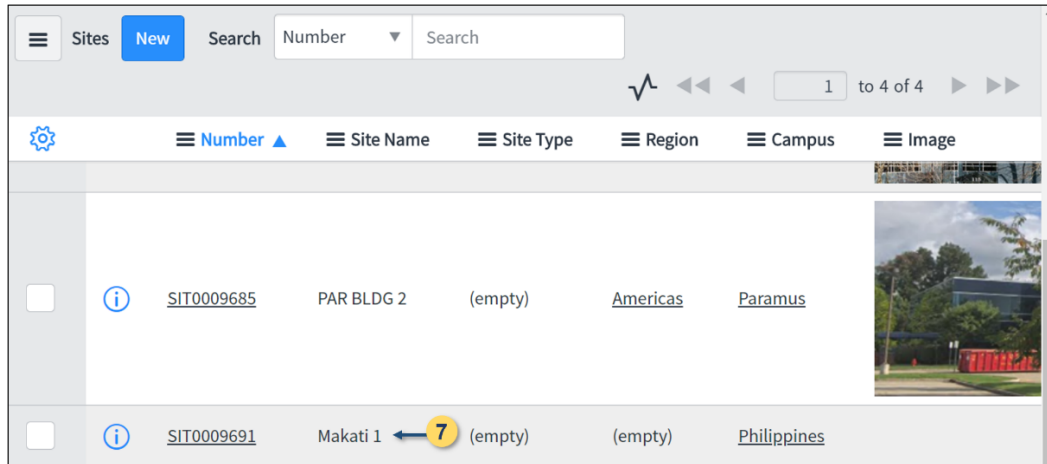 Sites New Search Number Search
1 to 4 of 4
Number Site Name Site Type Region Campus Image
SIT0009685 PAR BLDG 2 (empty) Americas Paramus
SIT0009691 Makati 1 7 (empty) (empty) Philippines